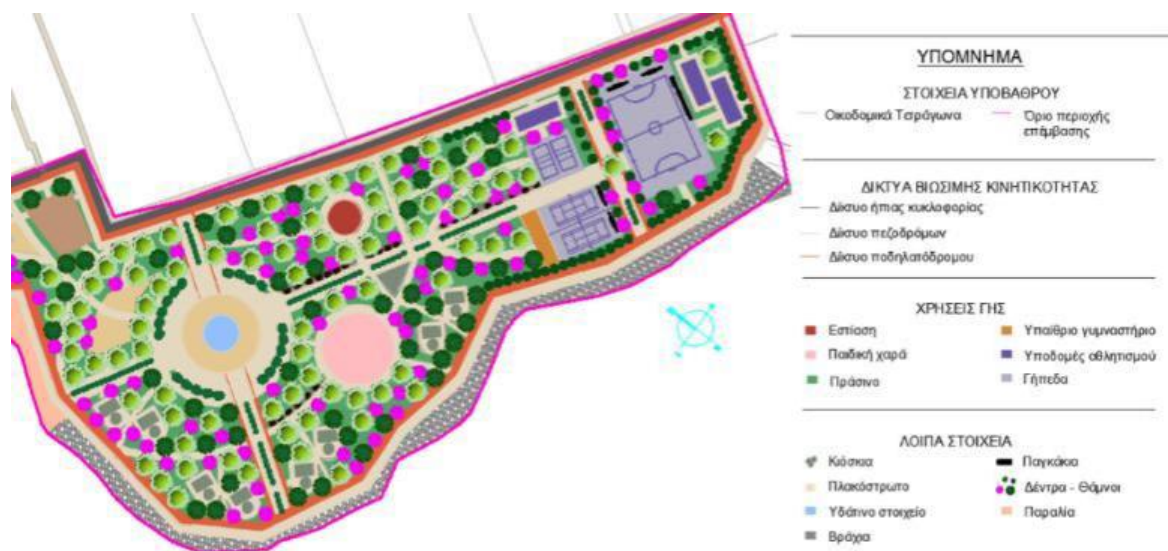 ΥΠΟΜΝΗΜΑ
ΣΤΟΙΧΕΙΑ ΥΠΟΒΑΘΡΟΥ
Οικοδομικά Τετράγωνα
Όριο περιοχής
επέμβασης
ΔΙΚΤΥΑ ΒΙΩΣΙΜΗΣ ΚΙΝΗΤΙΚΟΤΗΤΑΣ
Δίκτυο ήπιας κυκλοφορίας
Δίκτυο πεζοδρόμων
Δίκτυο ποδηλατόδρομου
ΧΡΗΣΕΙΣ ΓΗΣ
Εστίαση
Υπαίθριο γυμναστήριο
Παιδική χαρά
Υποδομές αθλητισμού
Πράσινο
Γήπεδα
ΛΟΙΠΑ ΣΤΟΙΧΕΙΑ
Κιόσκια
Παγκάκια
Πλακόστρωτο
Δέντρα - Θάμνοι
Υδάτινο στοιχείο
Παραλία
Βράχια